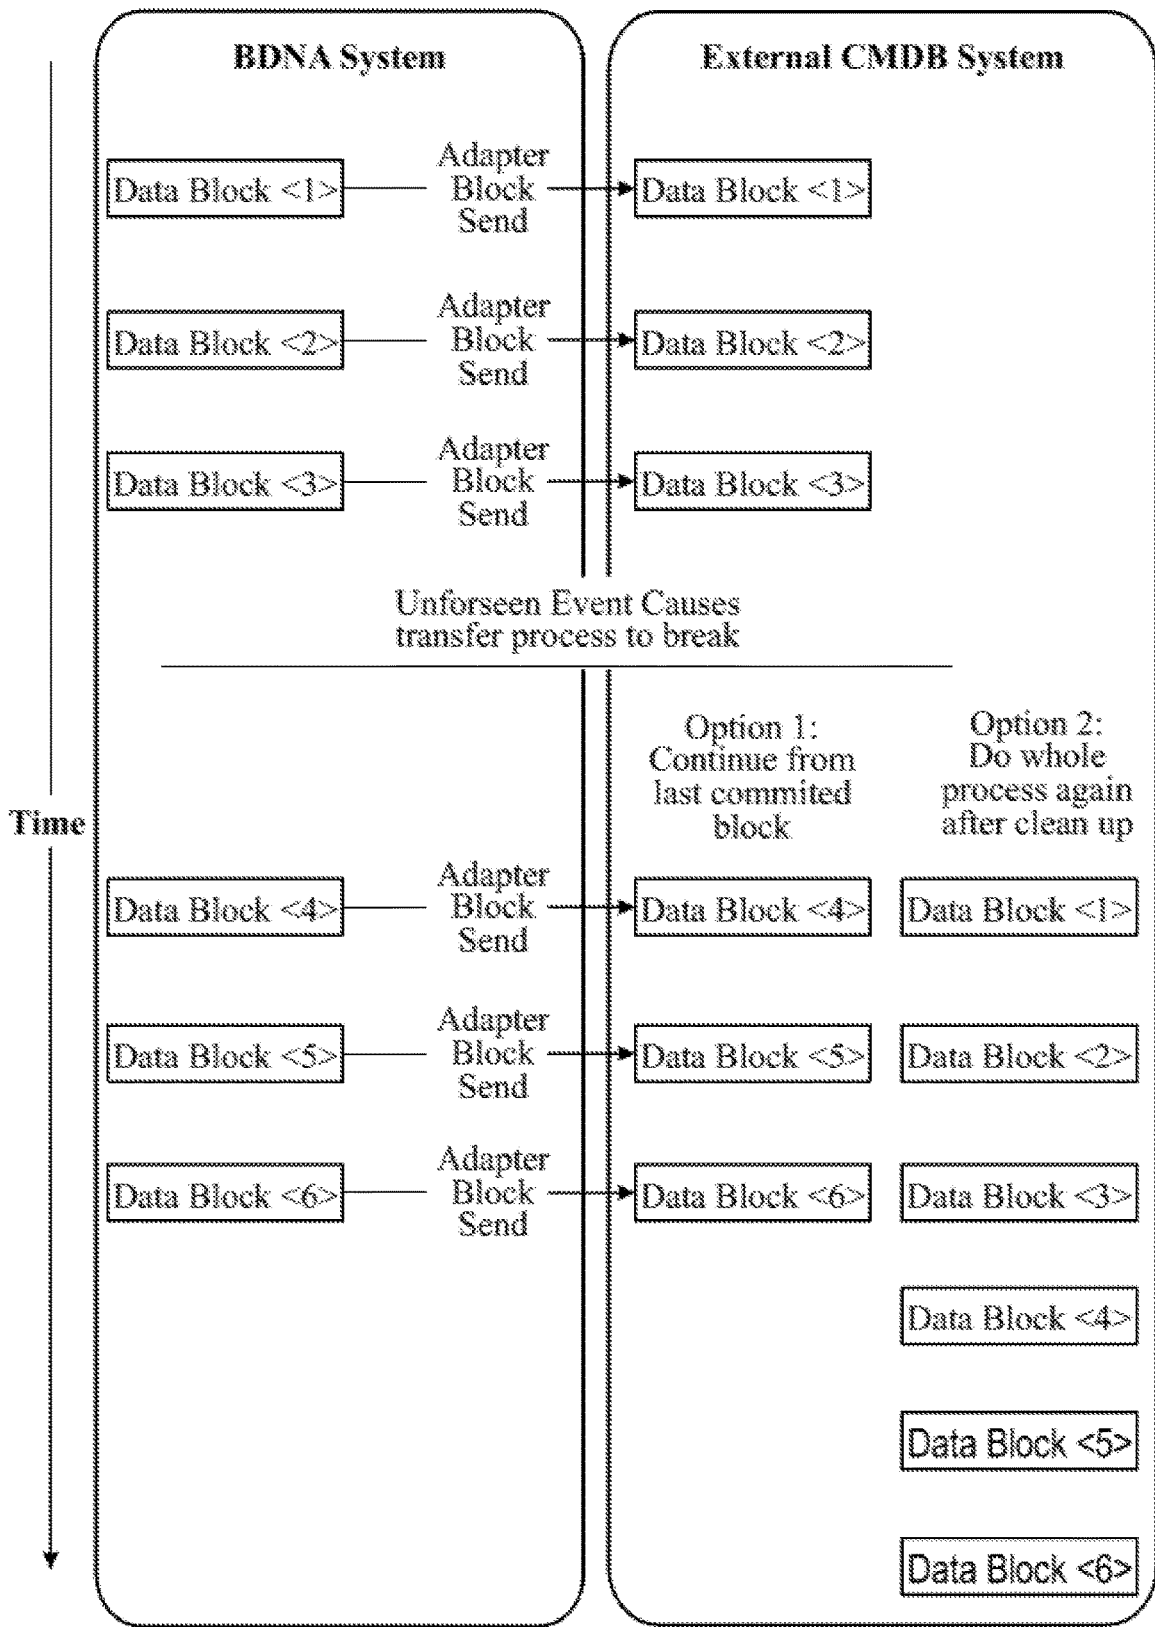 BDNA System
External CMDB System
Data Block <1>
Adapter
Block
Send
Data Block <1>
Data Block <2>
Adapter
Block
Send
Data Block <2>
Data Block <3>
Adapter
Block
Send
Data Block <3>
Unforseen Event Causes
transfer process to break
Option 1:
Continue from
last commited
block
Option 2:
Do whole
process again
after clean up
Time
Data Block <4>
Adapter
Block
Send
Data Block <4>
Data Block <1>
Data Block <5>
Adapter
Block
Send
Data Block <5>
Data Block <2>
Data Block <6>
Adapter
Block
Send
Data Block <6>
Data Block <3>
Data Block <4>
Data Block <5>
Data Block <6>